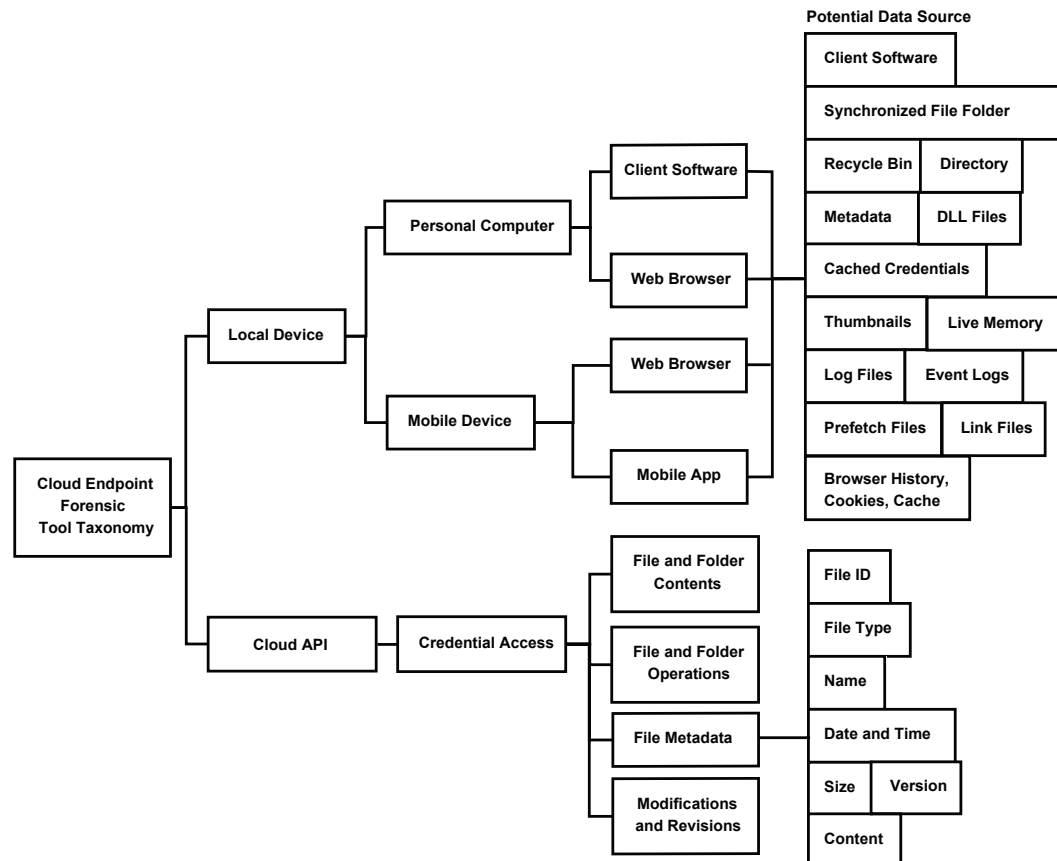 Potential Data Source
Client Software
Synchronized File Folder
Recycle Bin
Directory
Metadata
DLL Files
Cached Credentials
Thumbnails
Live Memory
Log Files
Event Logs
Prefetch Files
Link Files
Browser History,
Cookies, Cache
Client Software
Personal Computer
Web Browser
Local Device
Web Browser
Mobile Device
Mobile App
Cloud Endpoint
Forensic
Tool Taxonomy
File and Folder
Contents
Cloud API
Credential Access
File and Folder
Operations
File Metadata
Modifications
and Revisions
File ID
File Type
Name
Date and Time
Size
Version
Content